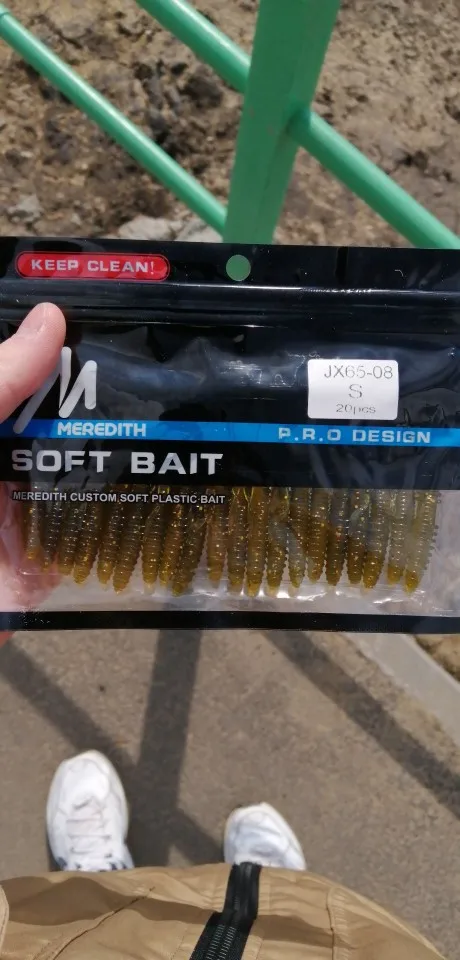 KEEP CLEAN!
M
JX65-08
S
20pcs
MEREDITH
P.R.O DESIGN
SOFT BAIT
MEREDITH CUSTOM SOFT PLASTIC BAIT